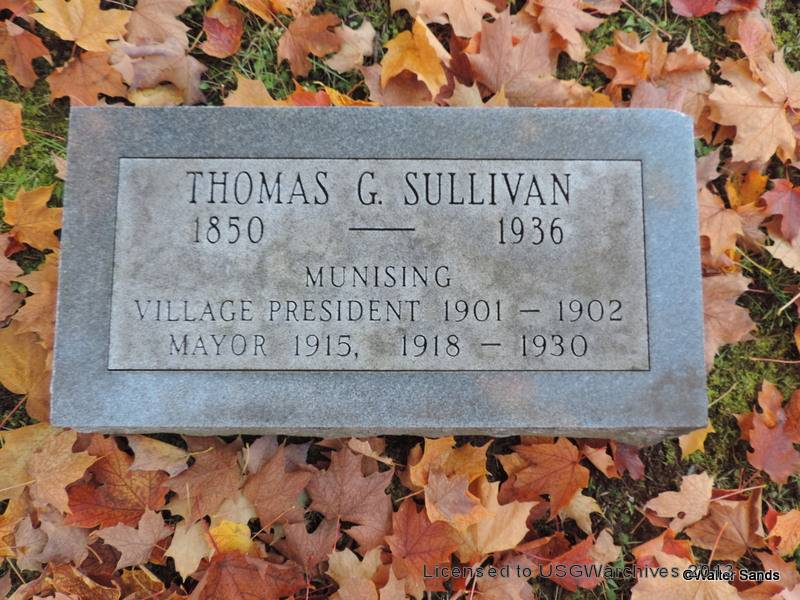 THOMAS G. SULLIVAN
1850 — 1936
MUNISING
VILLAGE PRESIDENT 1901 — 1902
MAYOR 1915, 1918 — 1930
Licensed to USGWarchives 2013
©Walter Sands